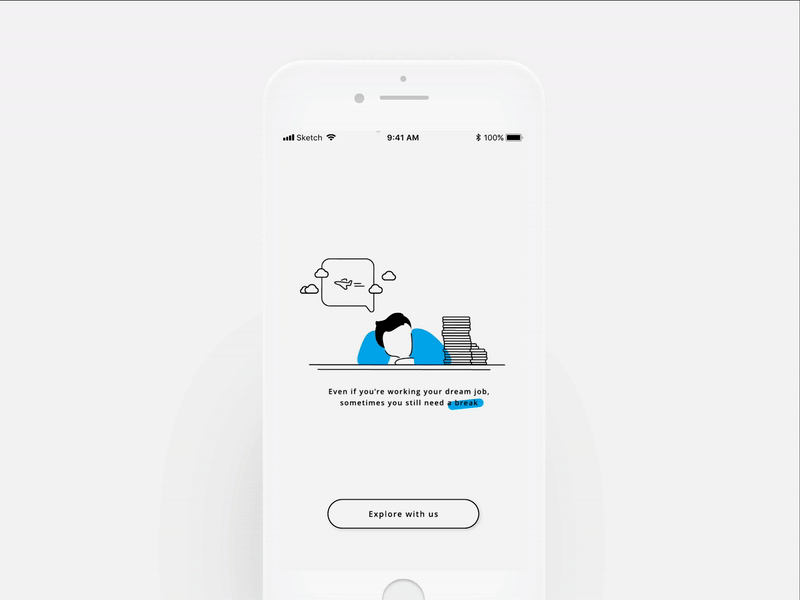 Sketch 9:41 AM 100%
Even if you're working your dream job,
sometimes you still need a break
Explore with us